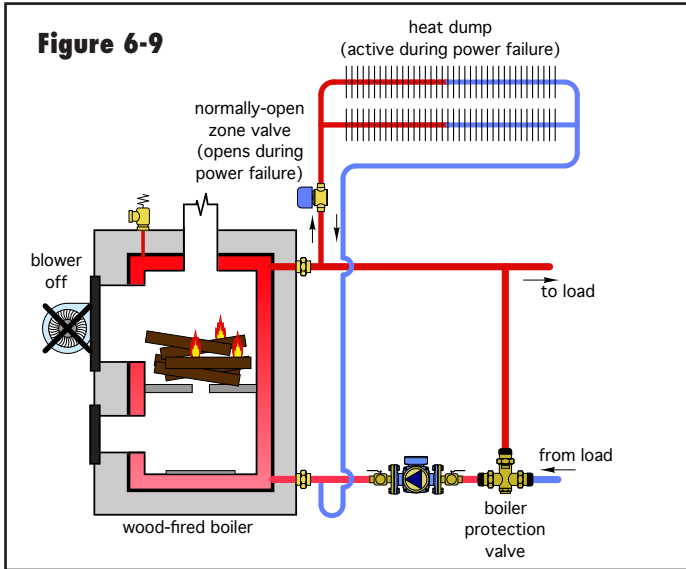 Figure 6-9
heat dump
(active during power failure)
normally-open
zone valve
(opens during
power failure)
blower
off
to load
from load
boiler
protection
valve
wood-fired boiler